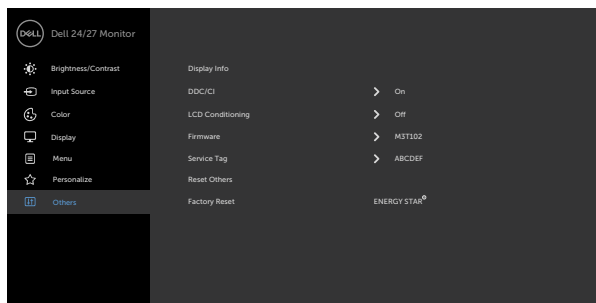 DELL Dell 24/27 Monitor
Brightness/Contrast Display Info
Input Source DDC/CI On
Color LCD Conditioning Off
Display Firmware M3T102
Menu Service Tag ABCDEF
Personalize Reset Others
Others Factory Reset ENERGY STAR®